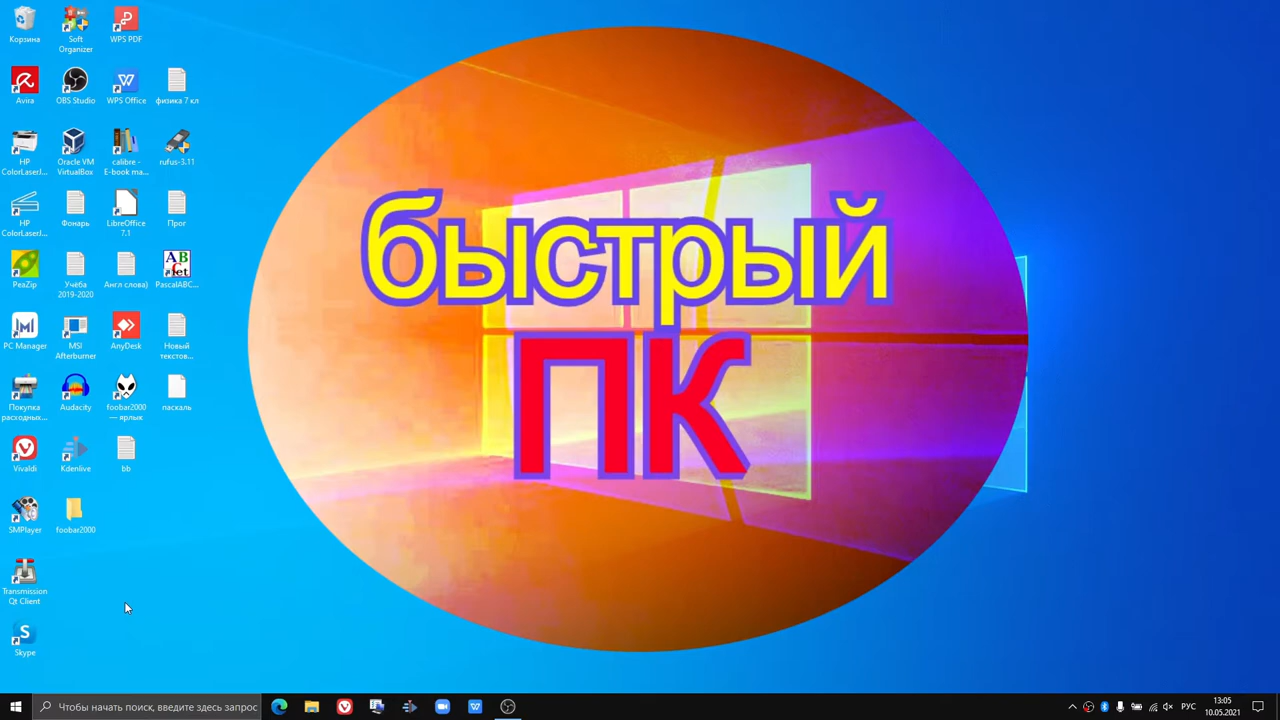 Корзина
Soft
Organizer
WPS PDF
Avira
OBS Studio
WPS Office
физика 7 кл
HP
ColorLaserJ...
Oracle VM
VirtualBox
calibre -
E-book ma...
rufus-3.11
HP
ColorLaserJ...
Фонарь
LibreOffice
7.1
Прог
PeaZip
Учёба
2019-2020
Англ слова)
PascalABC...
PC Manager
MSI
Afterburner
AnyDesk
Новый
текстов...
Покупка
расходных...
Audacity
foobar2000
— ярлык
паскаль
Vivaldi
Kdenlive
bb
SMPlayer
foobar2000
Transmission
Qt Client
Skype
быстрый
ПК
Чтобы начать поиск, введите здесь запрос
РУС
13:05
10.05.2021